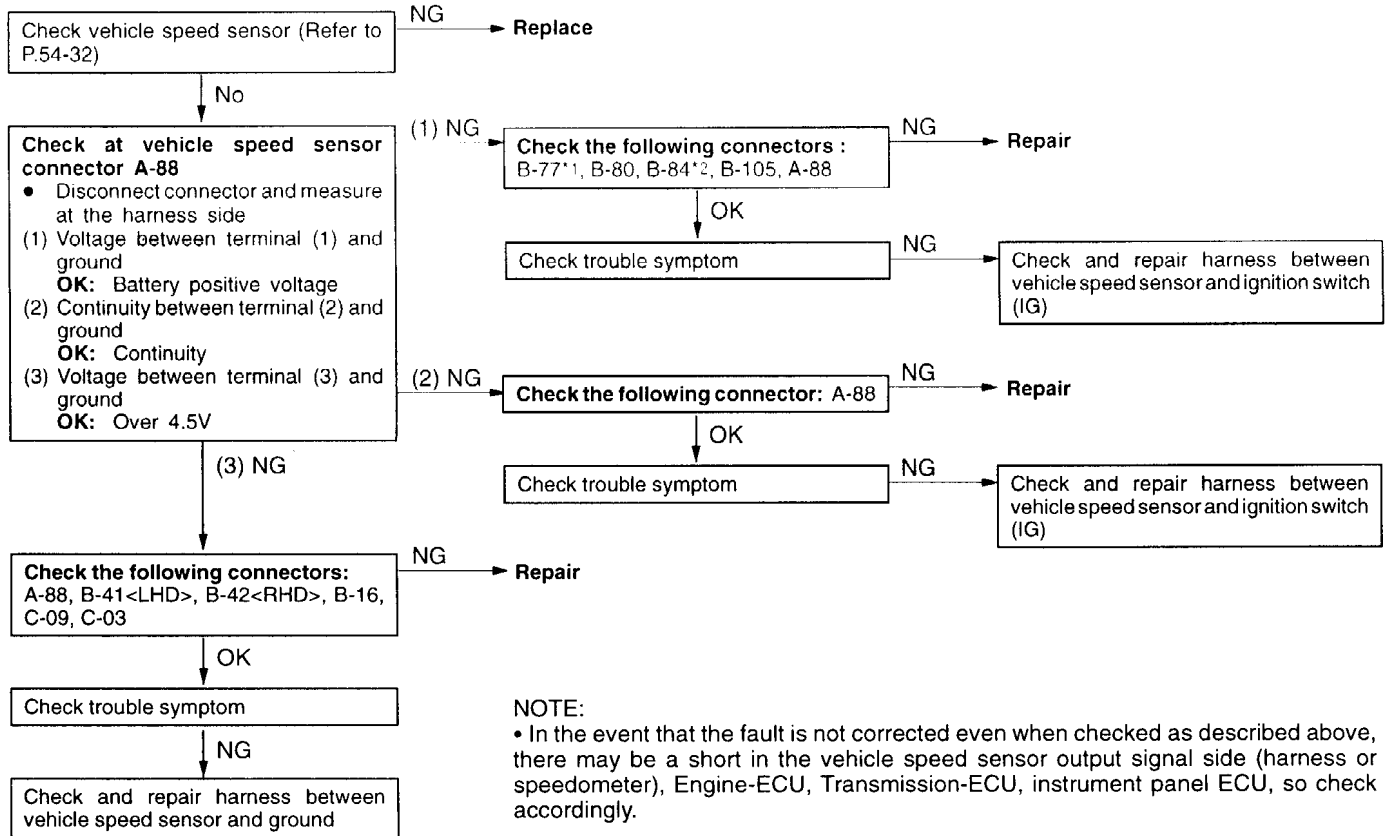 Check vehicle speed sensor (Refer to
P.54-32)
NG
Replace
No
Check at vehicle speed sensor
connector A-88
● Disconnect connector and measure
at the harness side
(1) Voltage between terminal (1) and
ground
OK: Battery positive voltage
(2) Continuity between terminal (2) and
ground
OK: Continuity
(3) Voltage between terminal (3) and
ground
OK: Over 4.5V
(1) NG
Check the following connectors :
B-77*1, B-80, B-84*2, B-105, A-88
NG
Repair
OK
Check trouble symptom
NG
Check and repair harness between
vehicle speed sensor and ignition switch
(IG)
(2) NG
Check the following connector: A-88
NG
Repair
OK
Check trouble symptom
NG
Check and repair harness between
vehicle speed sensor and ignition switch
(IG)
(3) NG
Check the following connectors:
A-88, B-41<LHD>, B-42<RHD>, B-16,
C-09, C-03
NG
Repair
OK
Check trouble symptom
NG
Check and repair harness between
vehicle speed sensor and ground
NOTE:
• In the event that the fault is not corrected even when checked as described above,
there may be a short in the vehicle speed sensor output signal side (harness or
speedometer), Engine-ECU, Transmission-ECU, instrument panel ECU, so check
accordingly.